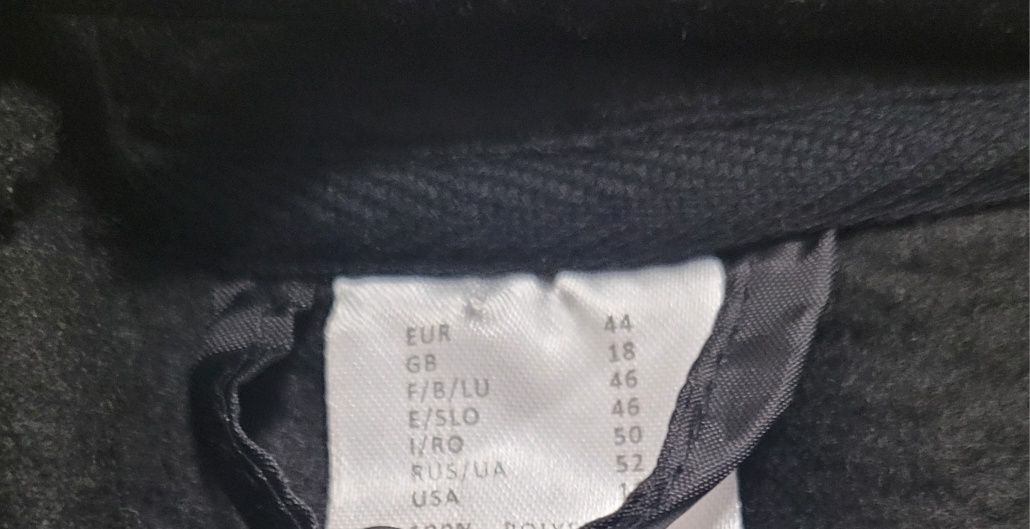 EUR 44
GB 18
F/B/LU 46
E/SLO 46
I/RO 50
RUS/UA 52
USA